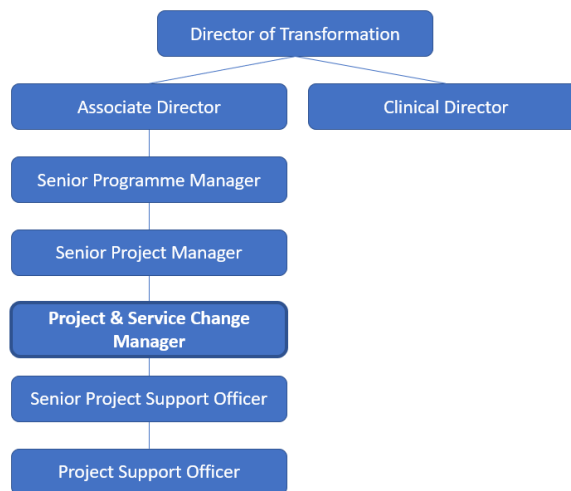 Director of Transformation
Associate Director
Clinical Director
Senior Programme Manager
Senior Project Manager
Project & Service Change
Manager
Senior Project Support Officer
Project Support Officer